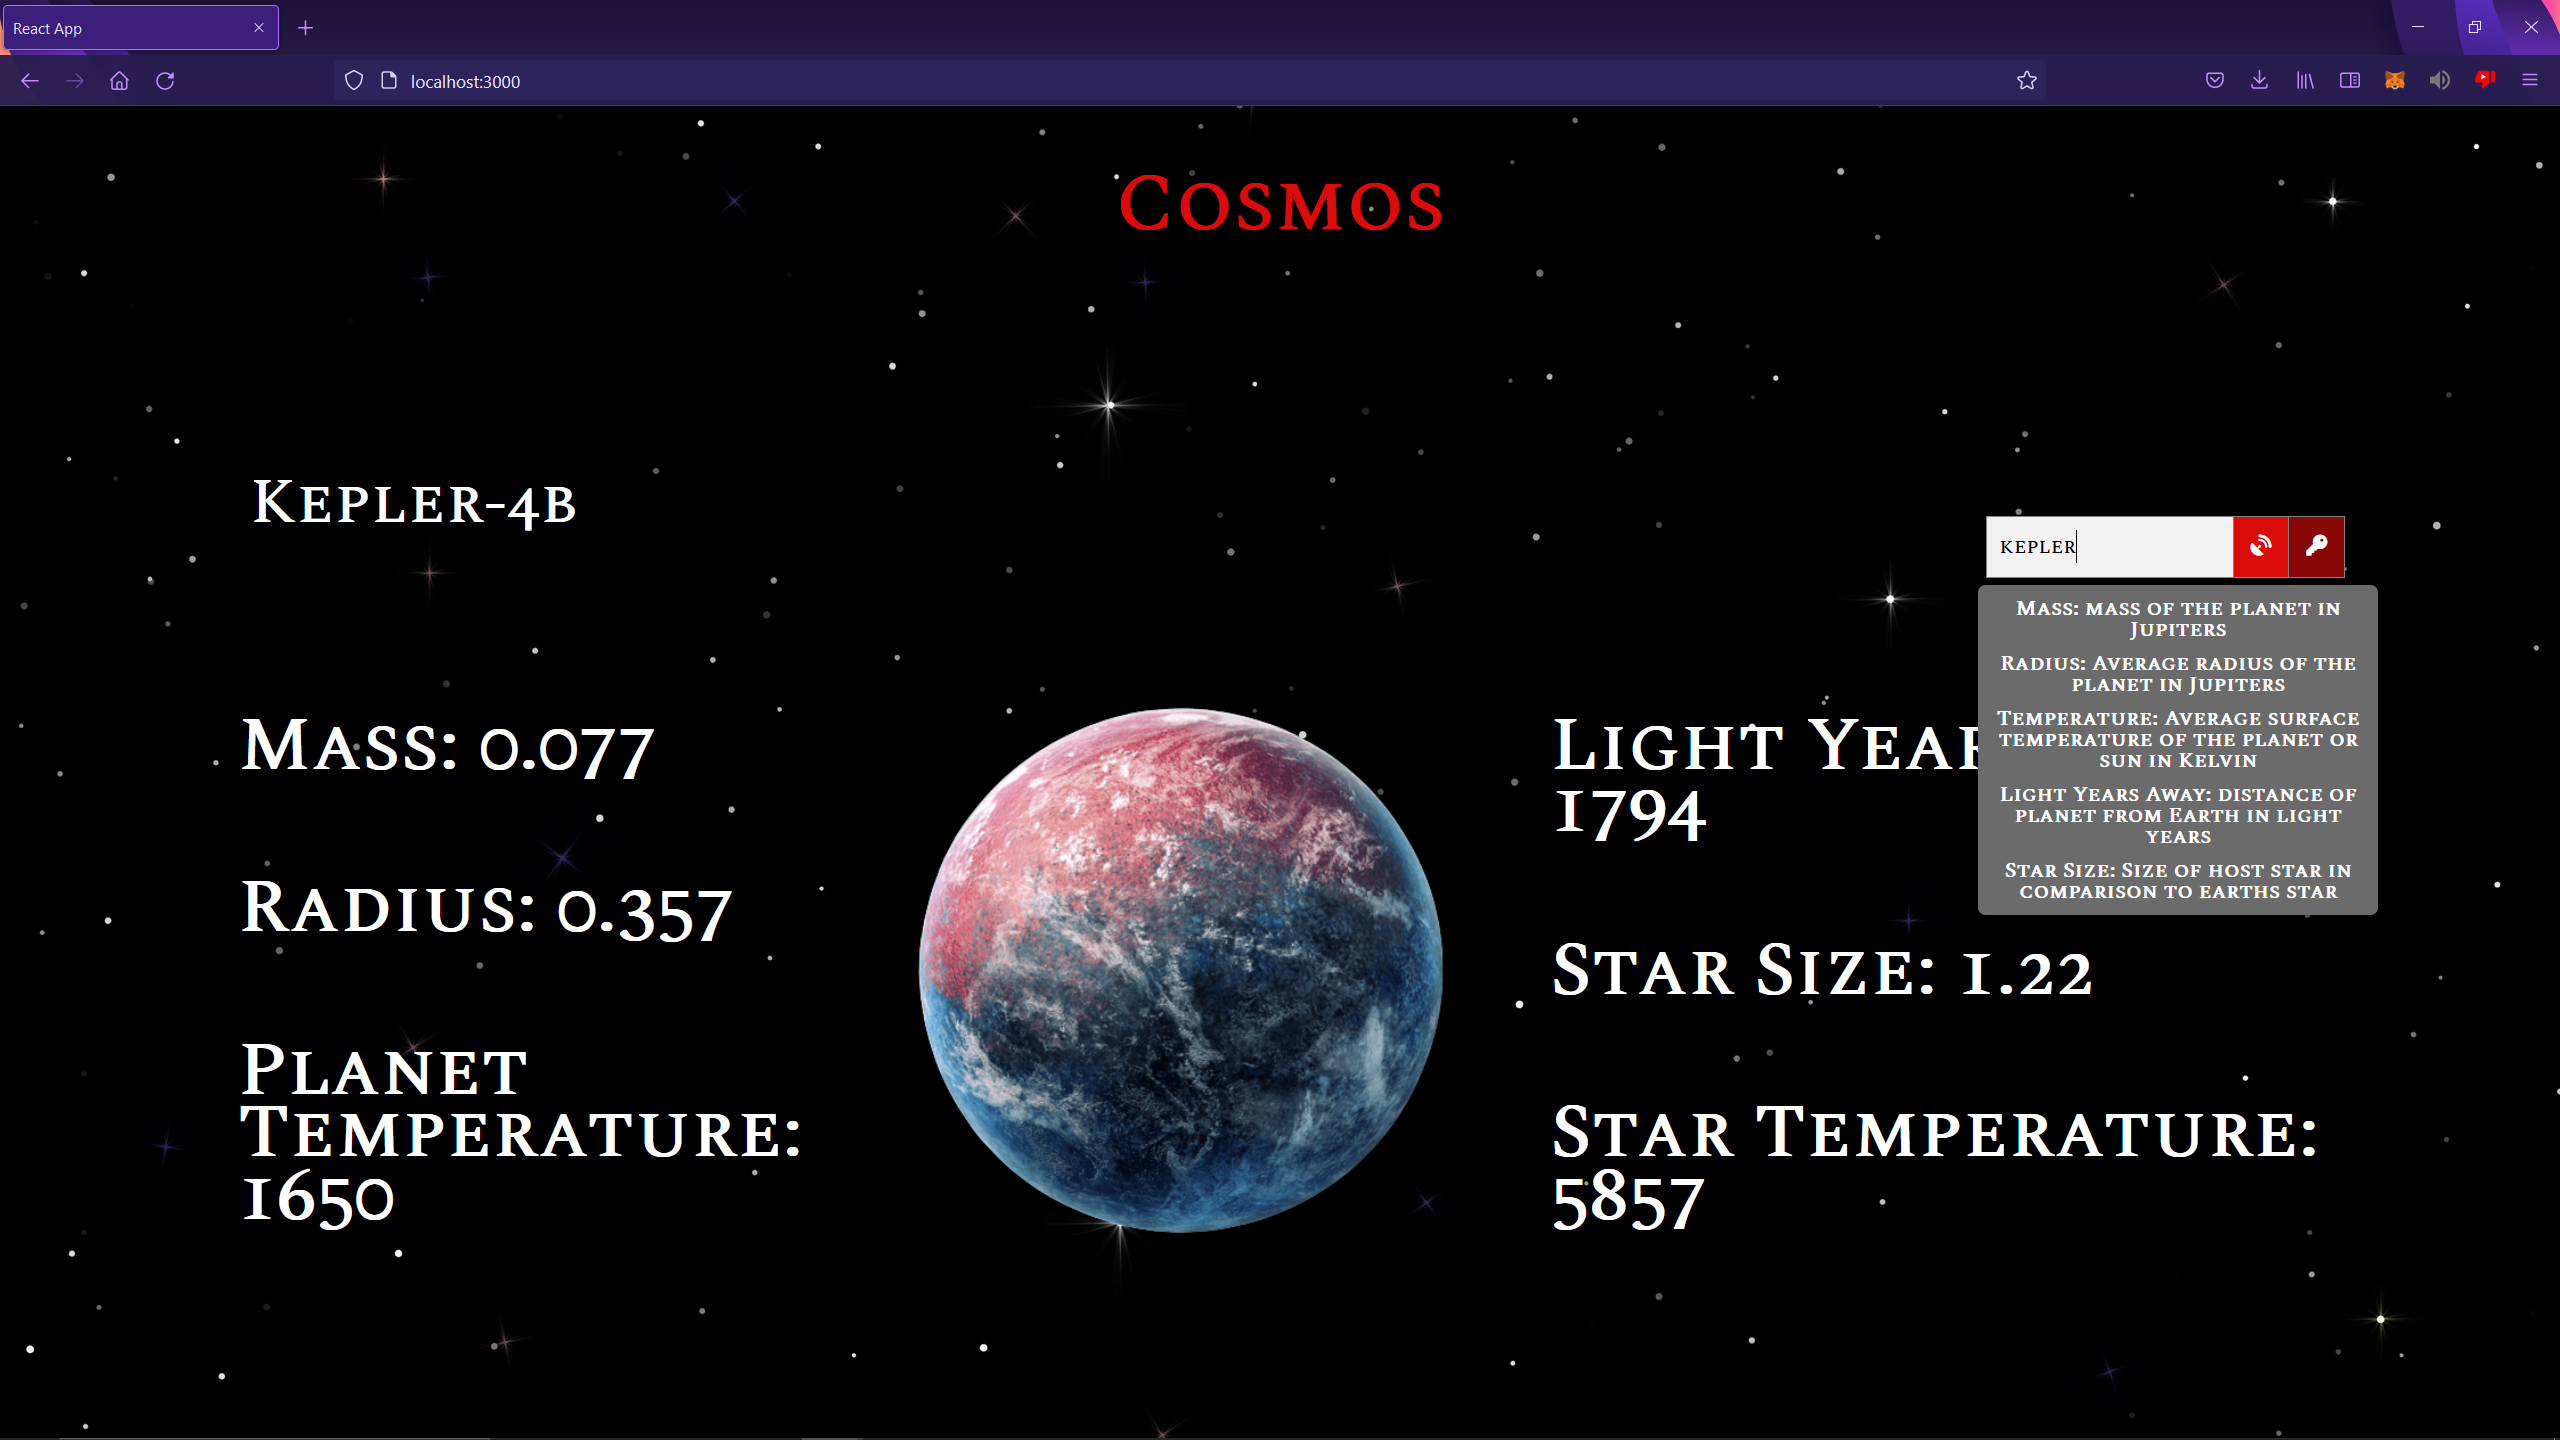 React App
localhost:3000
Cosmos
Kepler-4b
kepler
Mass: mass of the planet in
Jupiters
Radius: Average radius of the
planet in Jupiters
Temperature: Average surface
temperature of the planet or
sun in Kelvin
Light Years Away: distance of
planet from Earth in light
years
Star Size: Size of host star in
comparison to earths star
Mass: 0.077
Radius: 0.357
Planet
Temperature:
1650
Light Year
1794
Star Size: 1.22
Star Temperature:
5857